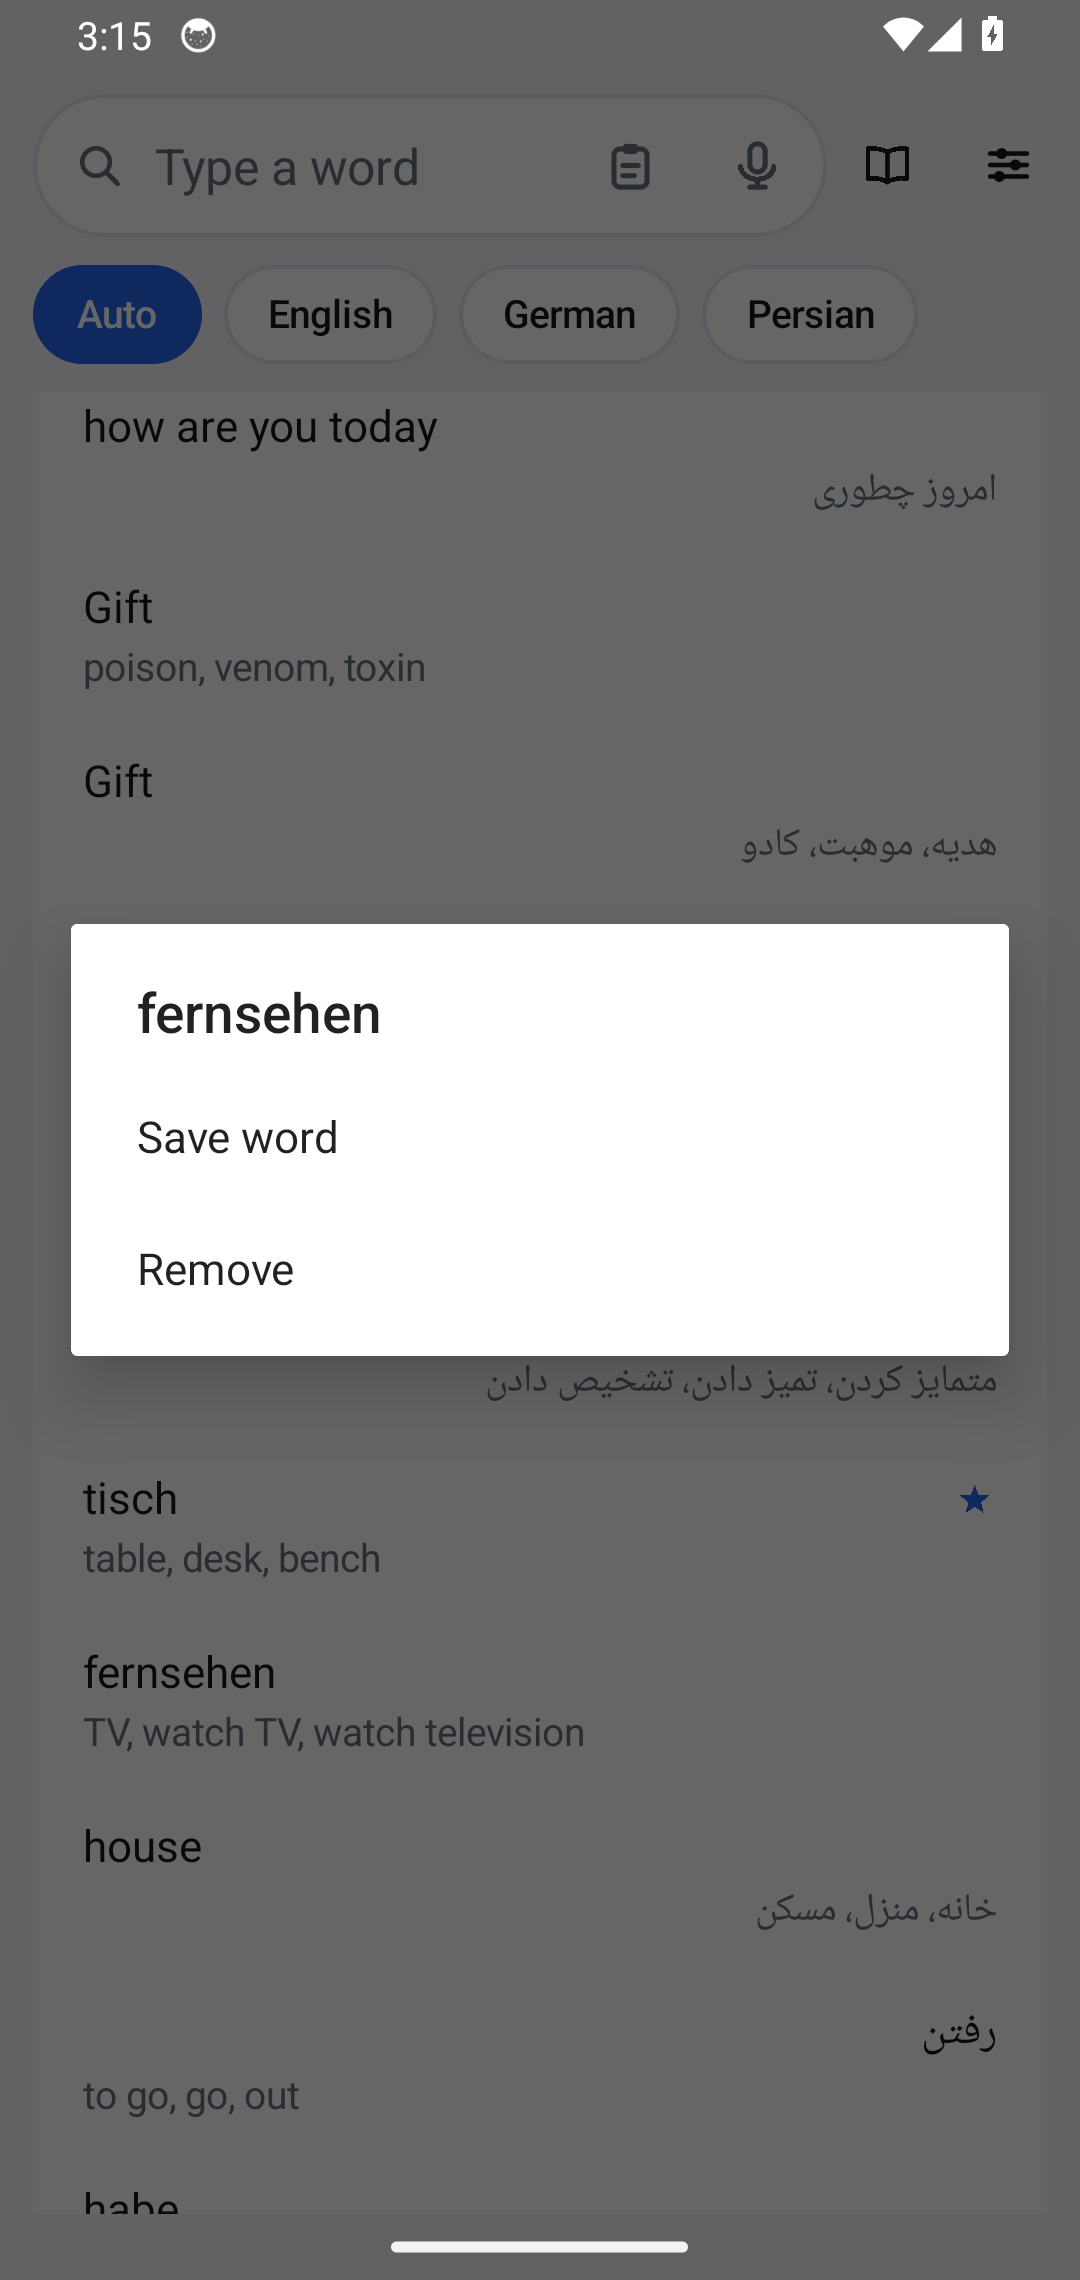 3:15
Type a word
Auto
English
German
Persian
how are you today
امروز چطوری
Gift
poison, venom, toxin
Gift
هدیه، موهبت، کادو
fernsehen
Save word
Remove
متمایز کردن، تمیز دادن، تشخیص دادن
tisch
table, desk, bench
fernsehen
TV, watch TV, watch television
house
خانه، منزل، مسکن
رفتن
to go, go, out
habe